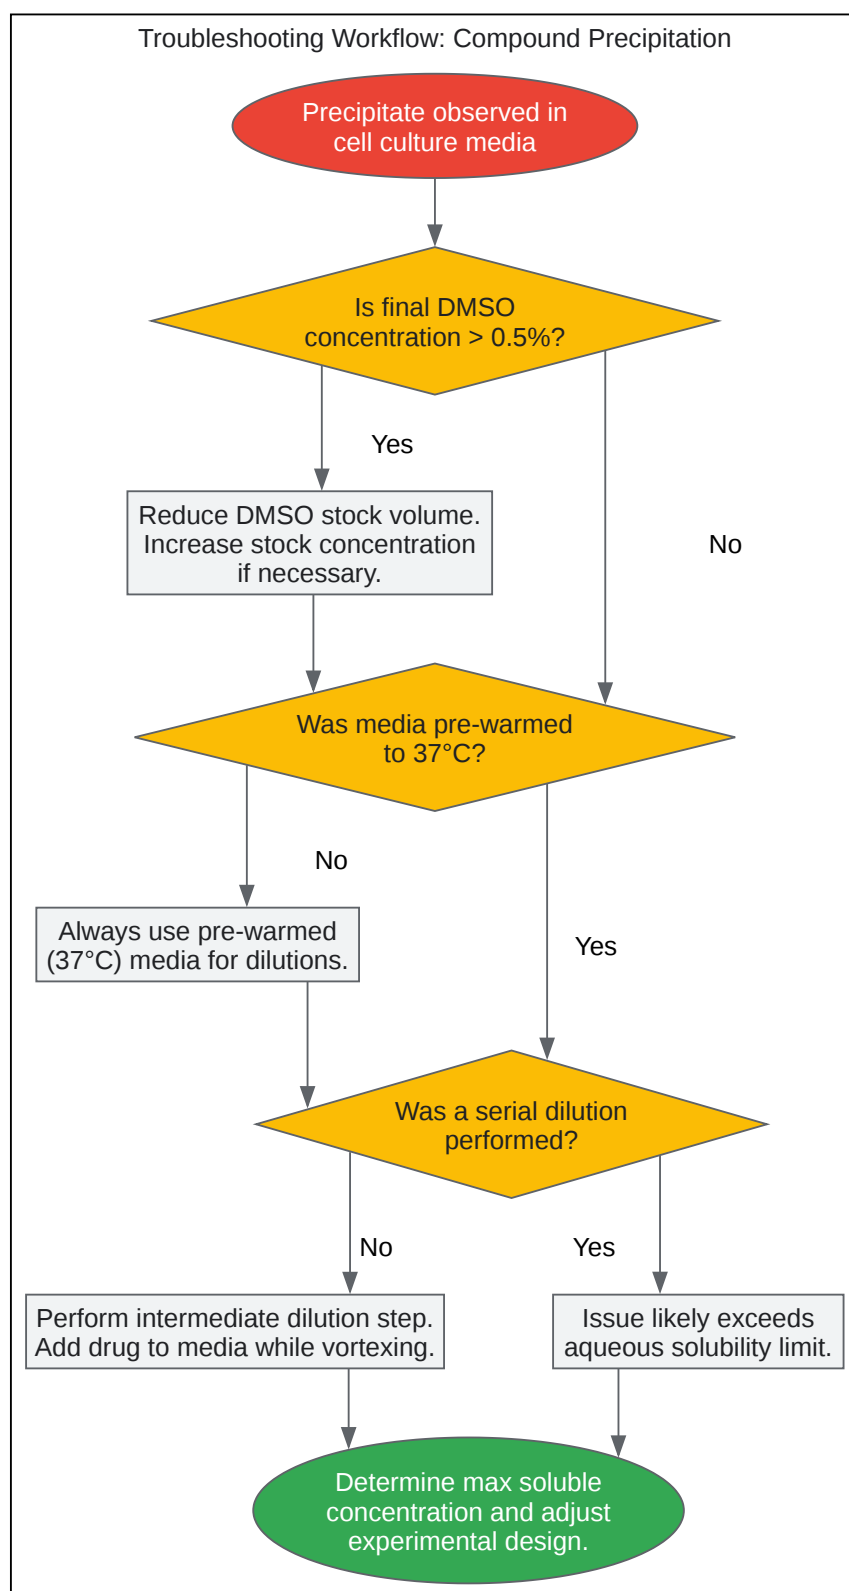 Troubleshooting Workflow: Compound Precipitation
Precipitate observed in
cell culture media
Is final DMSO
concentration > 0.5%?
Yes
Reduce DMSO stock volume.
Increase stock concentration
if necessary.
No
Was media pre-warmed
to 37°C?
No
Always use pre-warmed
(37°C) media for dilutions.
Yes
Was a serial dilution
performed?
No
Yes
Perform intermediate dilution step.
Add drug to media while vortexing.
Issue likely exceeds
aqueous solubility limit.
Determine max soluble
concentration and adjust
experimental design.